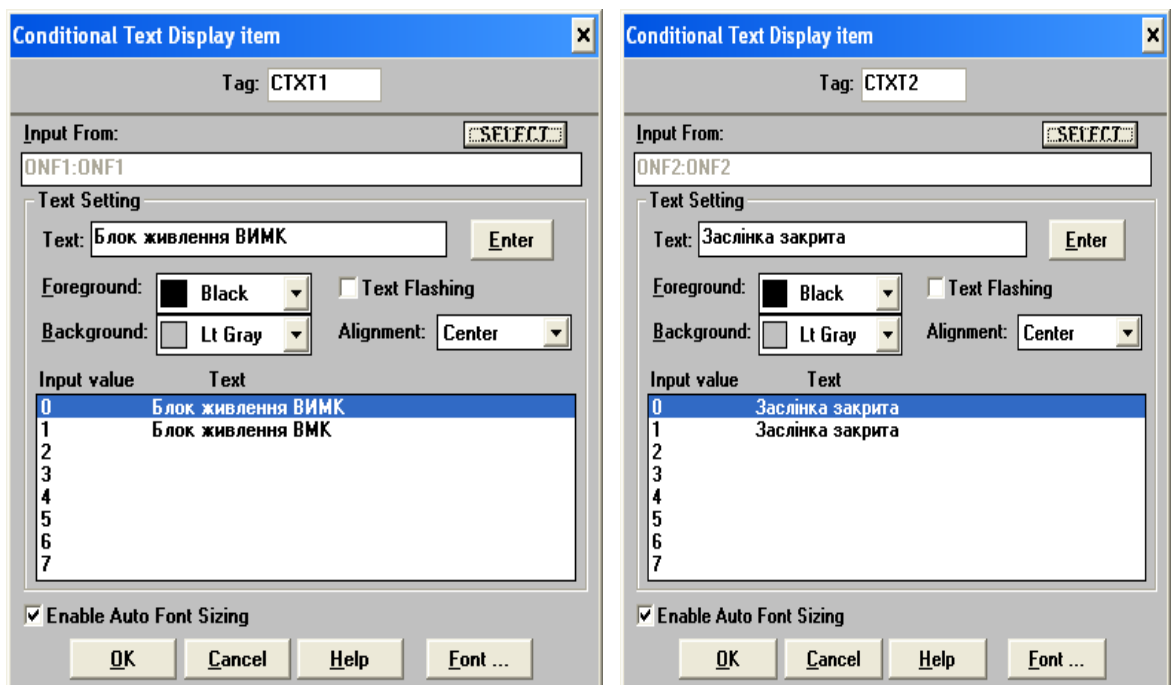 Conditional Text Display item
Tag: CTXT1
Input From:
SELECT
ONF1:ONF1
Text Setting
Text: Блок живлення ВИМК
Enter
Foreground: Black
Text Flashing
Background: Lt Gray
Alignment: Center
Input value Text
0 Блок живлення ВИМК
1 Блок живлення ВМК
2
3
4
5
6
7
Enable Auto Font Sizing
OK Cancel Help Font ...
Conditional Text Display item
Tag: CTXT2
Input From:
SELECT
ONF2:ONF2
Text Setting
Text: Заслінка закрита
Enter
Foreground: Black
Text Flashing
Background: Lt Gray
Alignment: Center
Input value Text
0 Заслінка закрита
1 Заслінка закрита
2
3
4
5
6
7
Enable Auto Font Sizing
OK Cancel Help Font ...